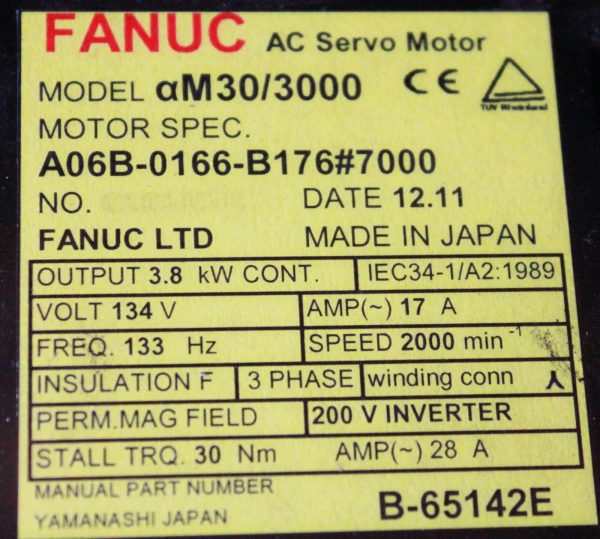 FANUC AC Servo Motor
MODEL αM30/3000 CE
TUV Rheinland
MOTOR SPEC.
A06B-0166-B176#7000
NO. DATE 12.11
FANUC LTD MADE IN JAPAN
OUTPUT 3.8 kW CONT. IEC34-1/A2:1989
VOLT 134 V AMP(~) 17 A
FREQ. 133 Hz SPEED 2000 min⁻¹
INSULATION F 3 PHASE winding conn
PERM.MAG FIELD 200 V INVERTER
STALL TRQ. 30 Nm AMP(~) 28 A
MANUAL PART NUMBER B-65142E
YAMANASHI JAPAN